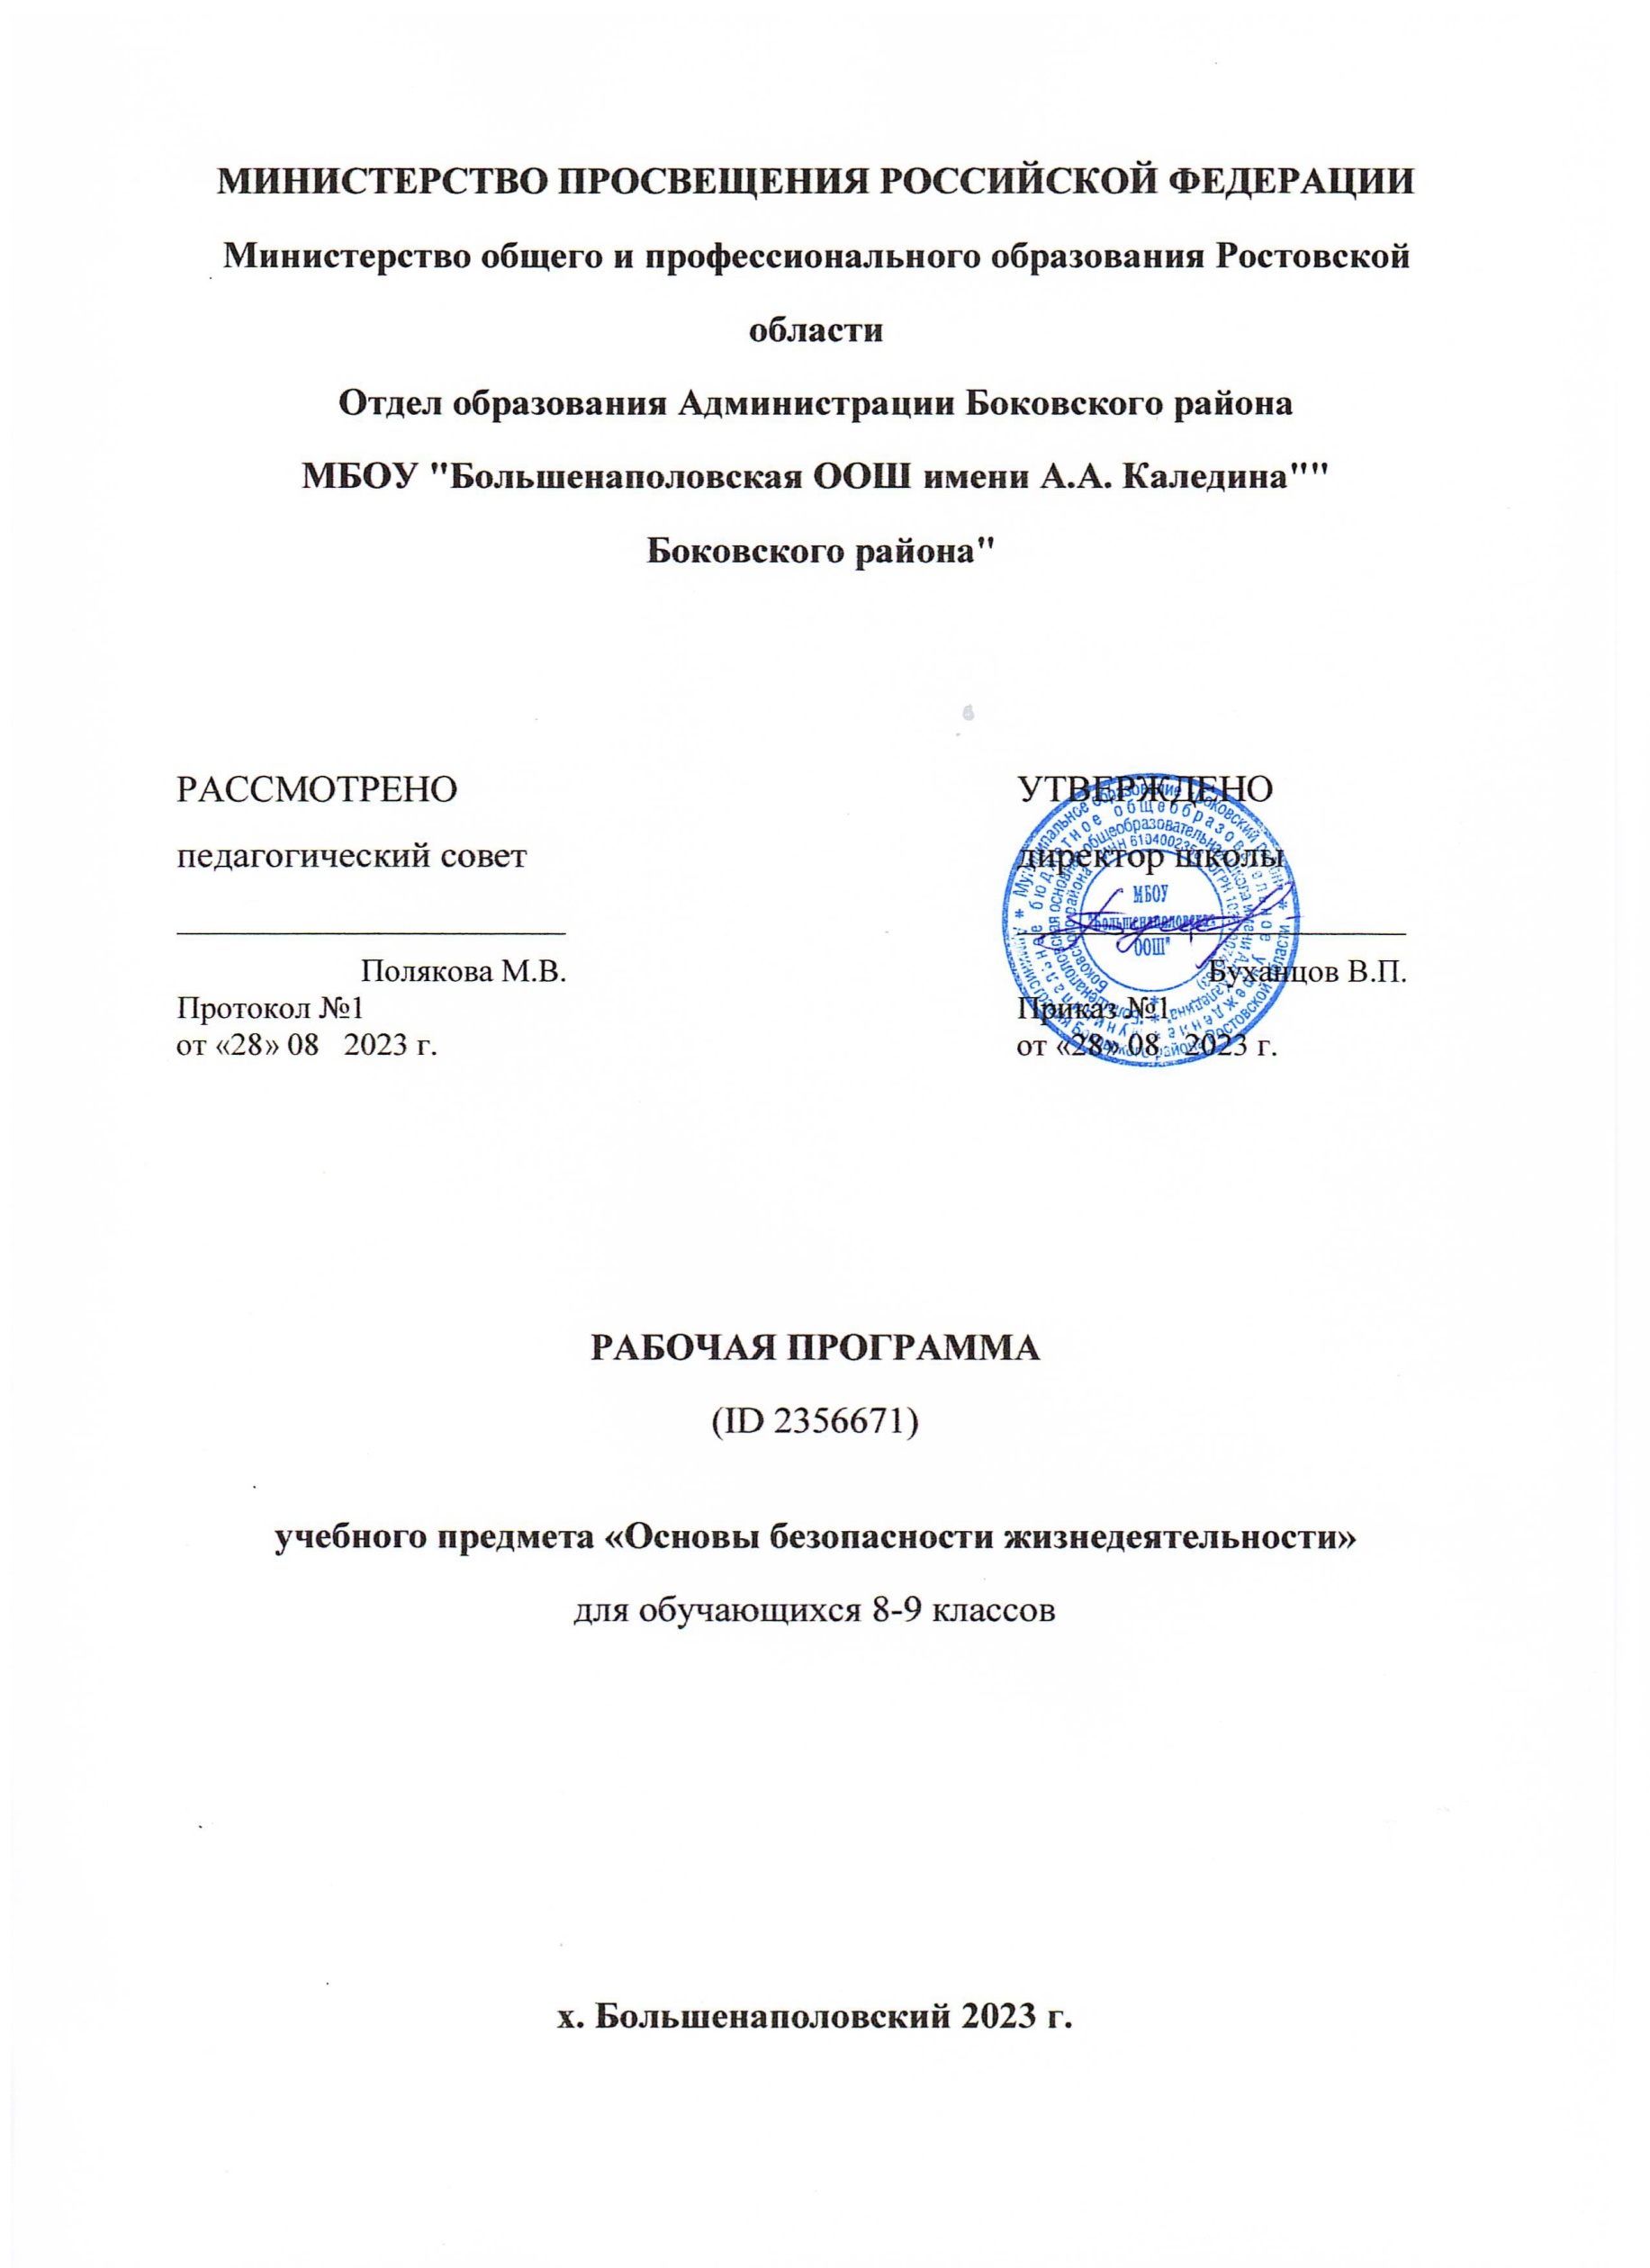 МИНИСТЕРСТВО ПРОСВЕЩЕНИЯ РОССИЙСКОЙ ФЕДЕРАЦИИ
Министерство общего и профессионального образования Ростовской
области
Отдел образования Администрации Боковского района
МБОУ "Большенаполовская ООШ имени А.А. Каледина""
Боковского района"
РАССМОТРЕНО
педагогический совет
Полякова М.В.
Протокол №1
от «28» 08 2023 г.
УТВЕРЖДЕНО
директор школы
МБОУ
"Большенаполовская
ООШ"
Буханцов В.П.
Приказ №1
от «28» 08 2023 г.
РАБОЧАЯ ПРОГРАММА
(ID 2356671)
учебного предмета «Основы безопасности жизнедеятельности»
для обучающихся 8-9 классов
х. Большенаполовский 2023 г.